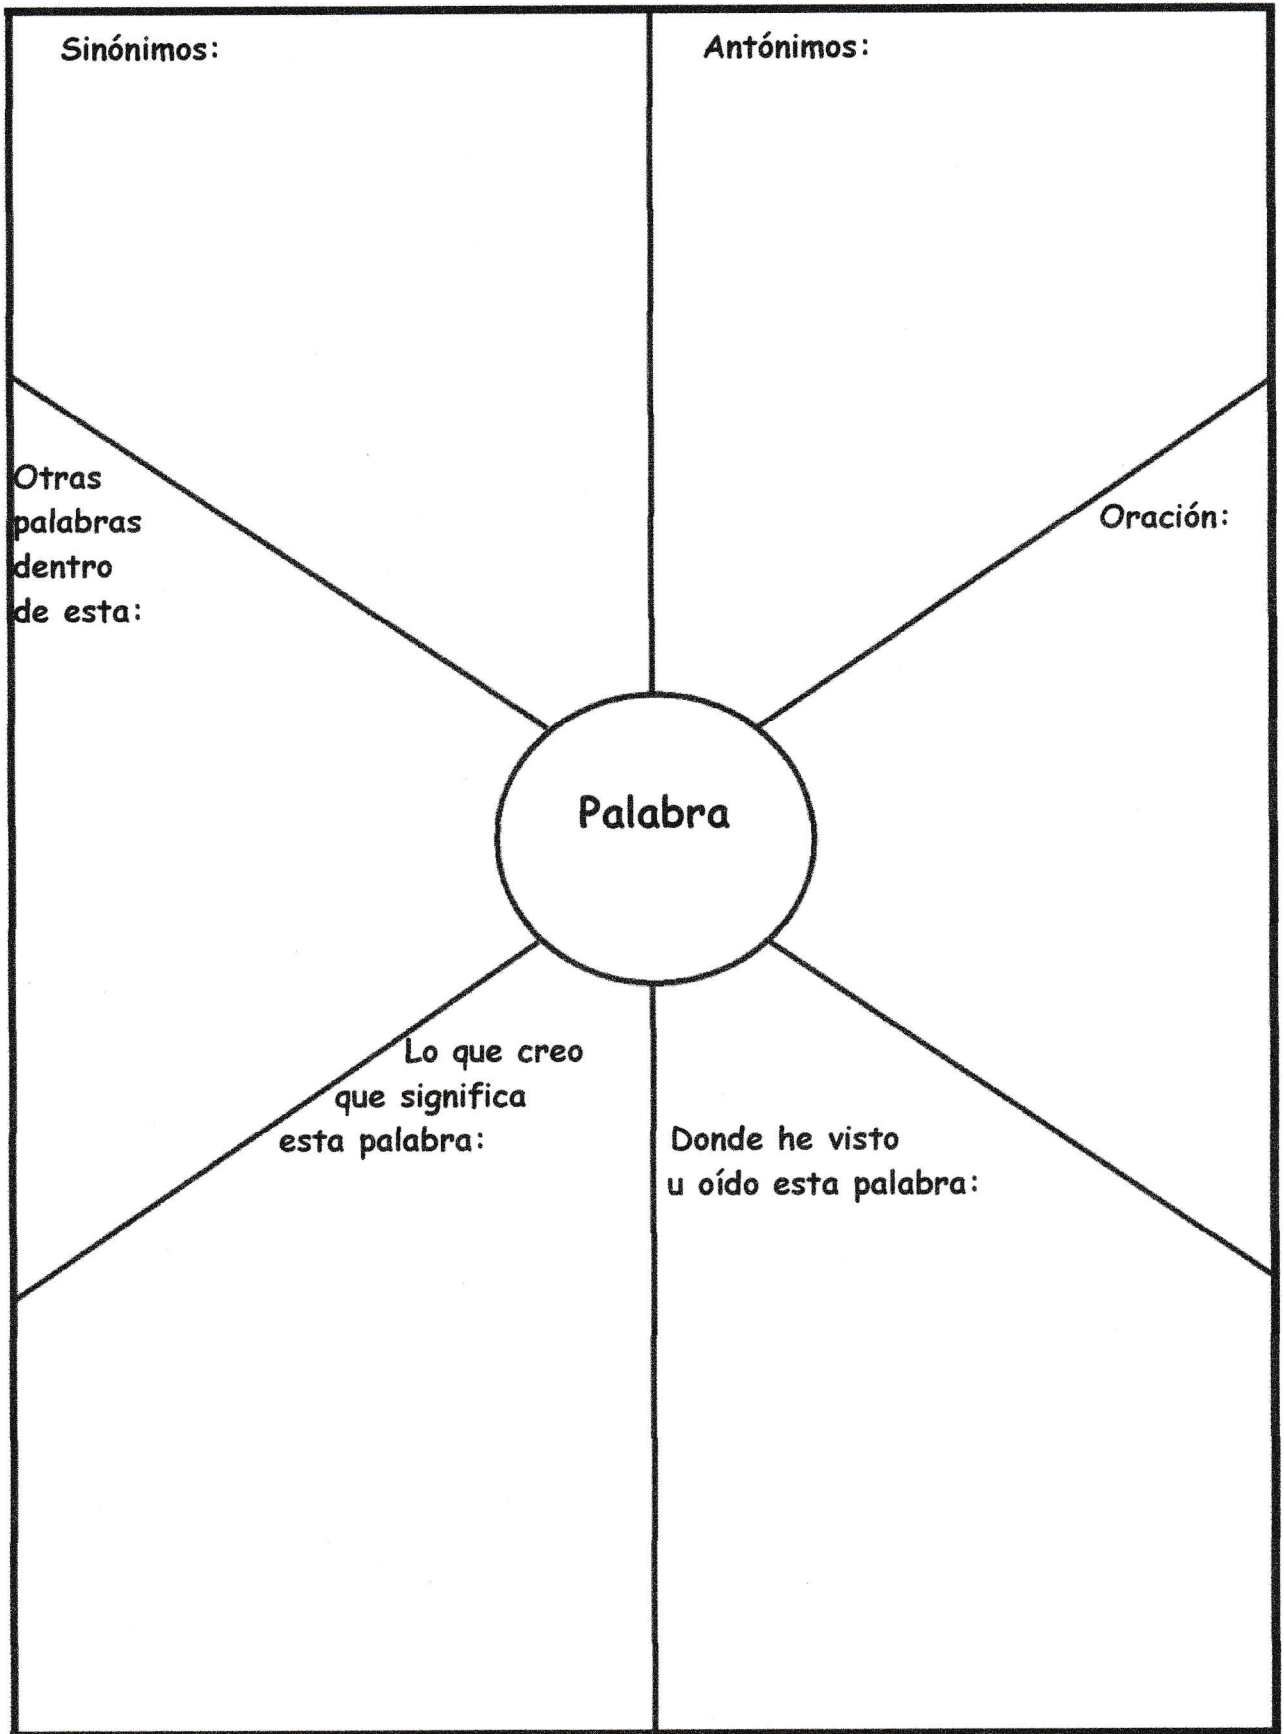 Sinónimos:
Antónimos:
Otras
palabras
dentro
de esta:
Oración:
Palabra
Lo que creo
que significa
esta palabra:
Donde he visto
u oído esta palabra: